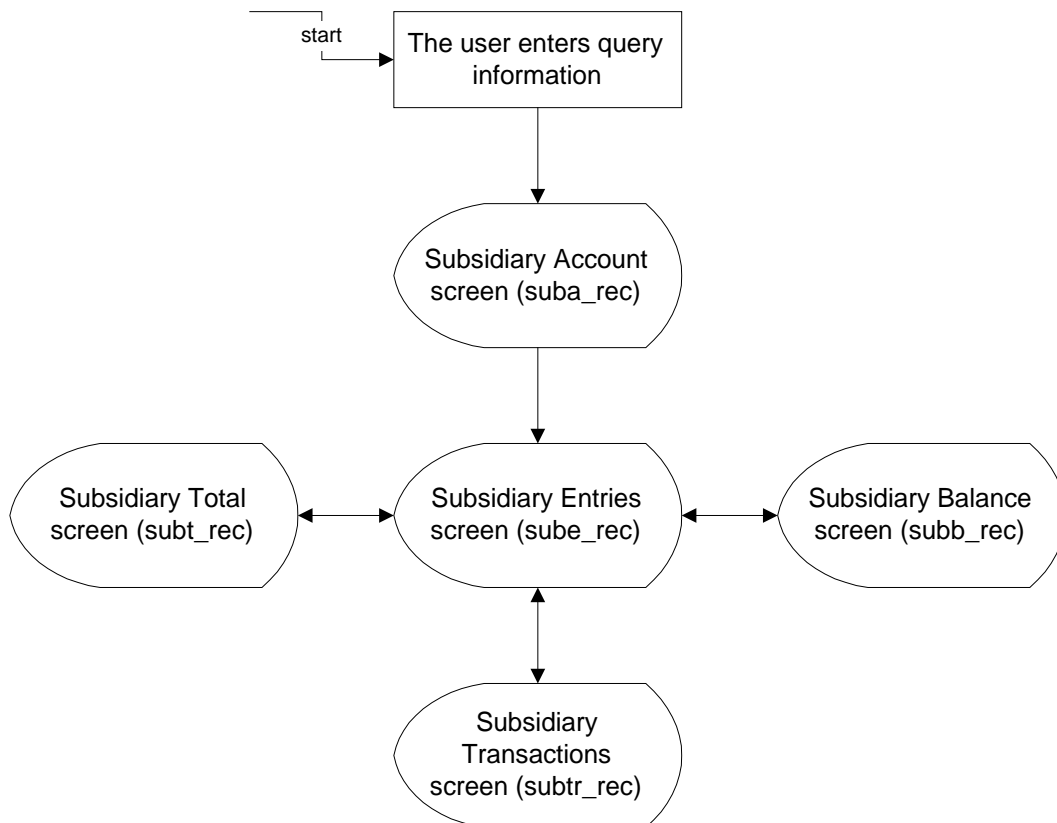 start
The user enters query
information
Subsidiary Account
screen (suba_rec)
Subsidiary Total
screen (subt_rec)
Subsidiary Entries
screen (sube_rec)
Subsidiary Balance
screen (subb_rec)
Subsidiary
Transactions
screen (subtr_rec)